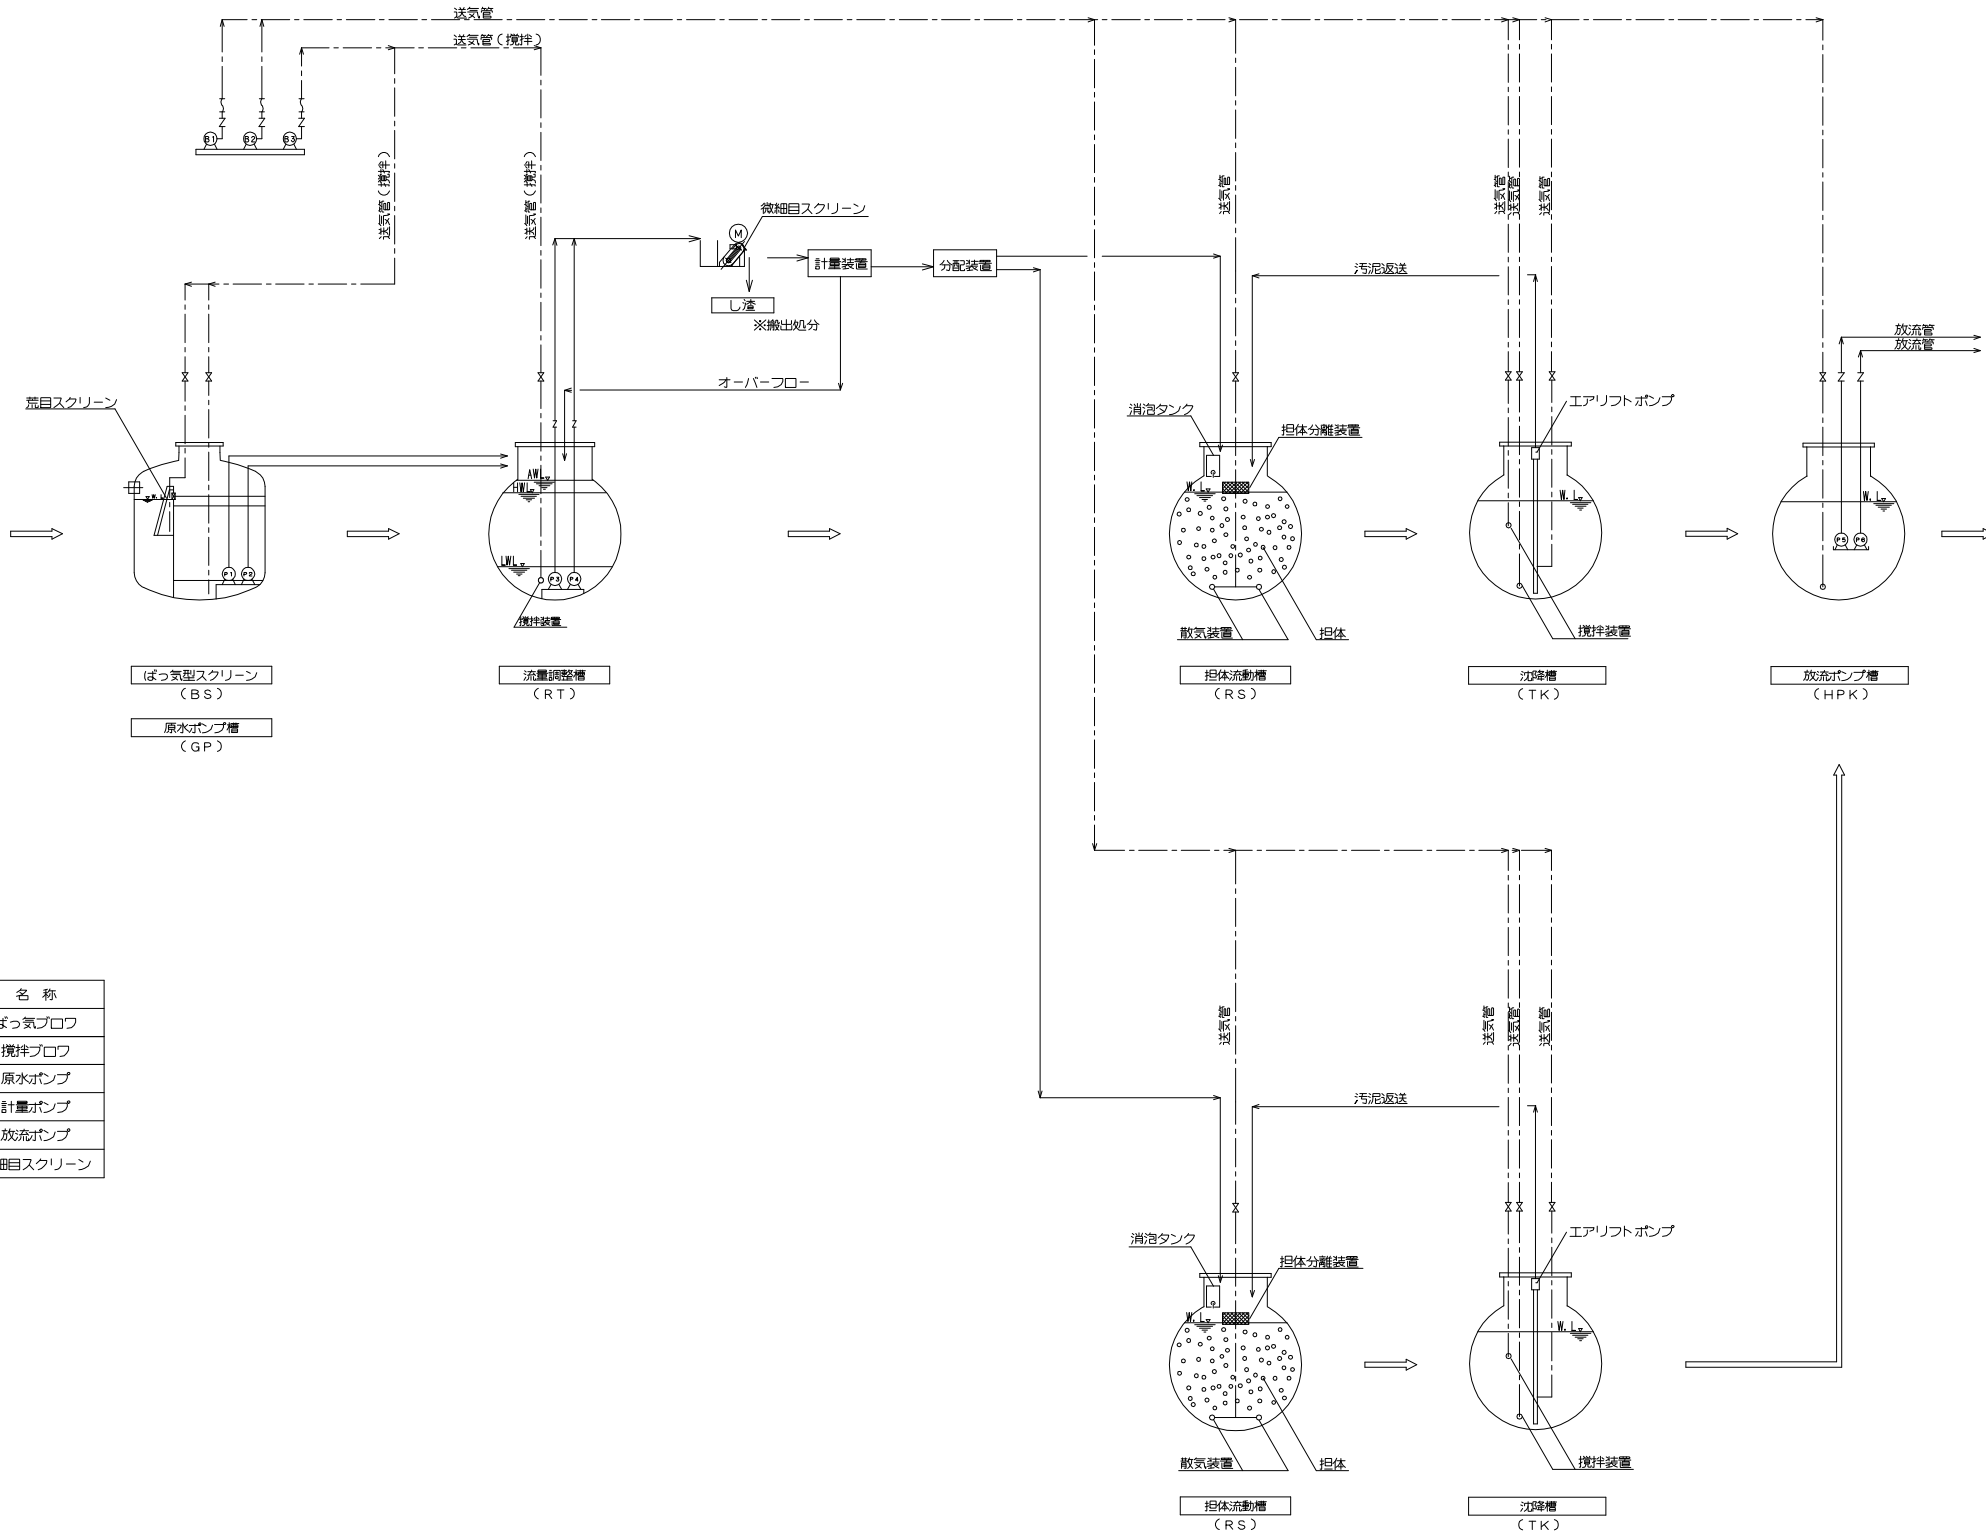 送気管
送気管（撹拌）
B1 B2 B3
送気管（撹拌）
送気管（撹拌）
送気管
送気管
送気管
送気管
微細目スクリーン
M
計量装置
分配装置
し渣
※搬出処分
汚泥返送
放流管
放流管
オーバーフロー
荒目スクリーン
消泡タンク
担体分離装置
エアリフトポンプ
AWL
HWL
LWL
W.L
W.L
W.L
W.L
P1 P2
P3 P4
P5 P6
撹拌装置
散気装置
担体
撹拌装置
ばっ気型スクリーン
（BS）
流量調整槽
（RT）
担体流動槽
（RS）
沈降槽
（TK）
放流ポンプ槽
（HPK）
原水ポンプ槽
（GP）
名 称
ばっ気ブロワ
撹拌ブロワ
原水ポンプ
計量ポンプ
放流ポンプ
細目スクリーン
送気管
送気管
送気管
送気管
汚泥返送
消泡タンク
担体分離装置
エアリフトポンプ
W.L
W.L
散気装置
担体
撹拌装置
担体流動槽
（RS）
沈降槽
（TK）